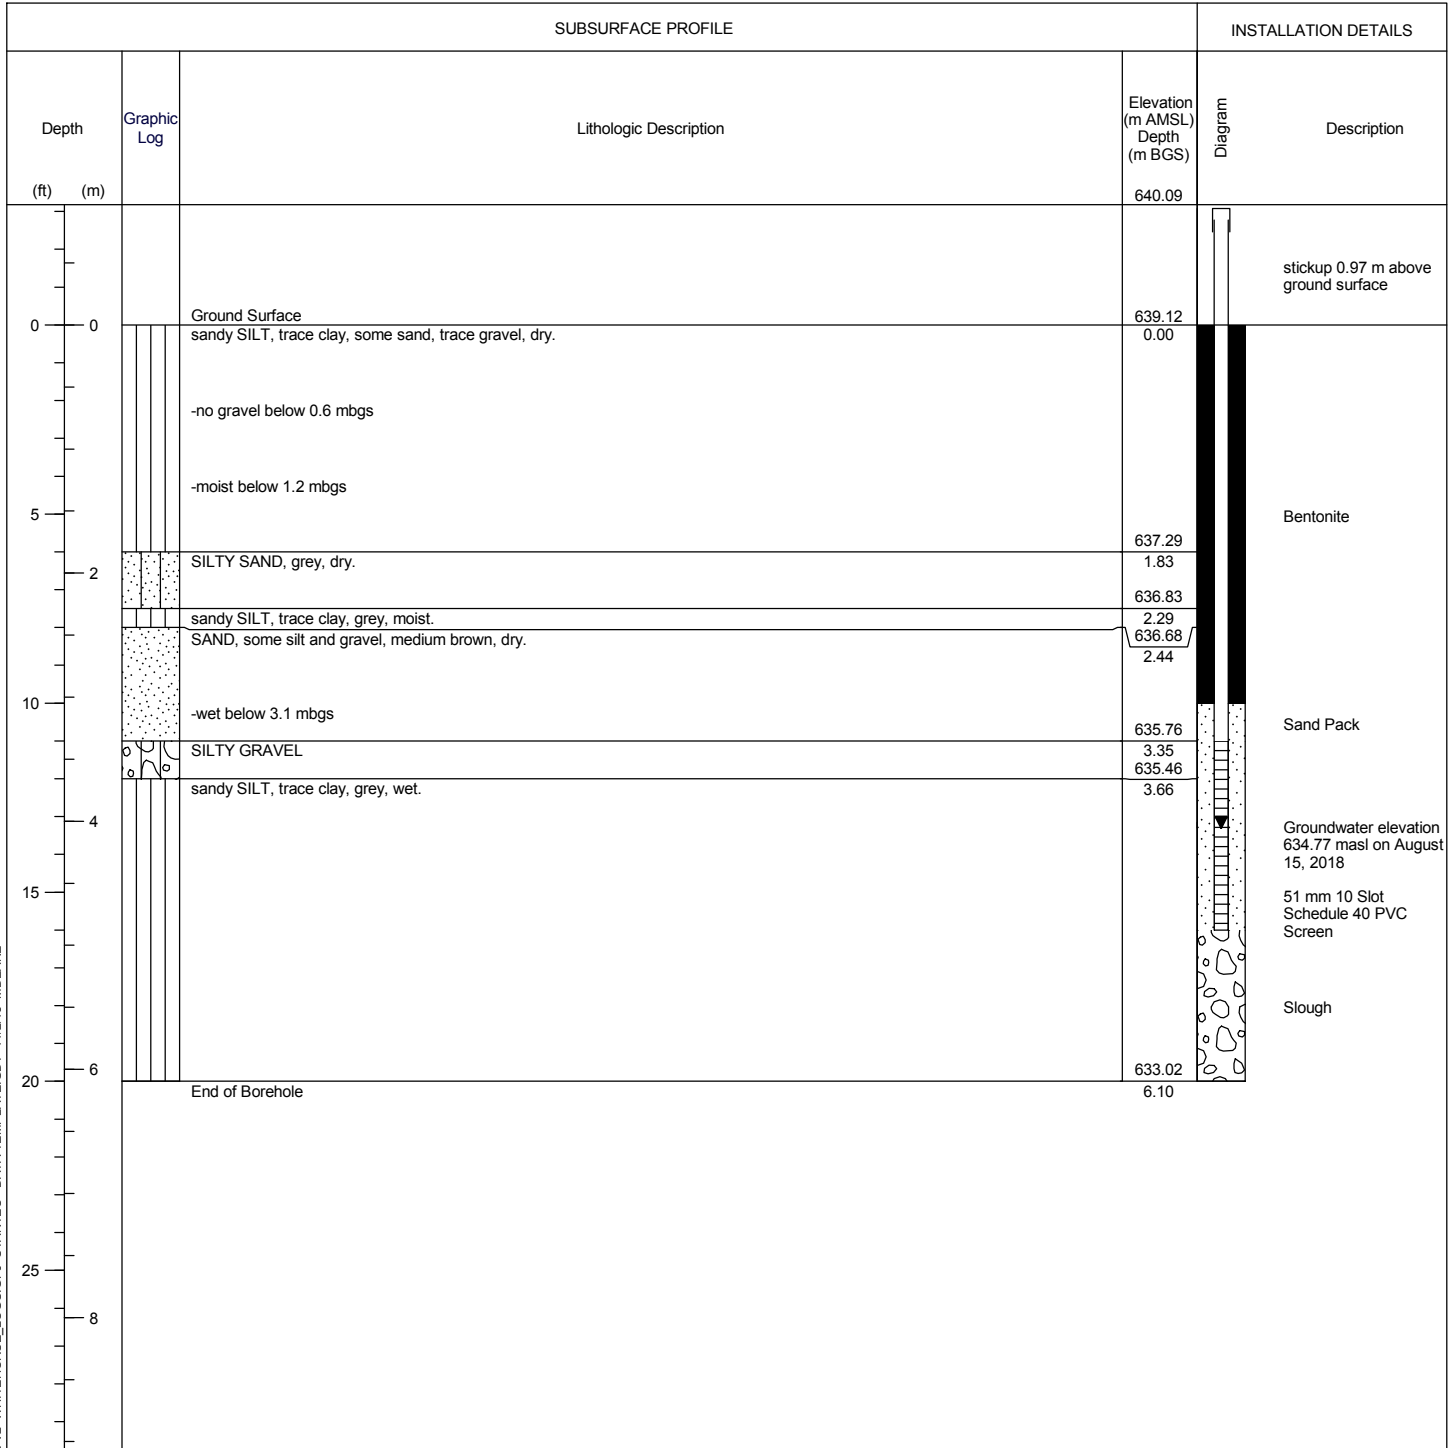 SUBSURFACE PROFILE
INSTALLATION DETAILS
Depth
Graphic
Log
Lithologic Description
Elevation
(m AMSL)
Depth
(m BGS)
Diagram
Description
(ft) (m)
640.09
stickup 0.97 m above
ground surface
Ground Surface
639.12
0 0
sandy SILT, trace clay, some sand, trace gravel, dry.
0.00
-no gravel below 0.6 mbgs
-moist below 1.2 mbgs
5
Bentonite
637.29
SILTY SAND, grey, dry.
1.83
2
636.83
sandy SILT, trace clay, grey, moist.
2.29
636.68
SAND, some silt and gravel, medium brown, dry.
2.44
10
-wet below 3.1 mbgs
Sand Pack
635.76
SILTY GRAVEL
3.35
635.46
sandy SILT, trace clay, grey, wet.
3.66
4
Groundwater elevation
634.77 masl on August
15, 2018
15
51 mm 10 Slot
Schedule 40 PVC
Screen
Slough
6
633.02
20
End of Borehole
6.10
25
8